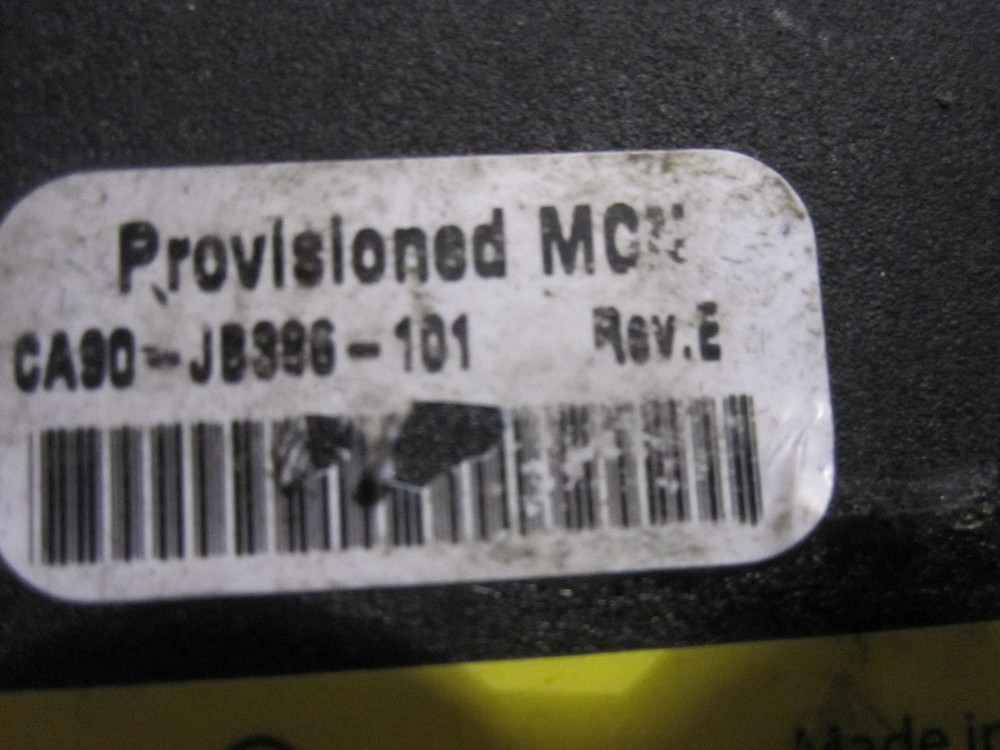 Provisioned
CA90-JB396-101 Rev.E
Made in